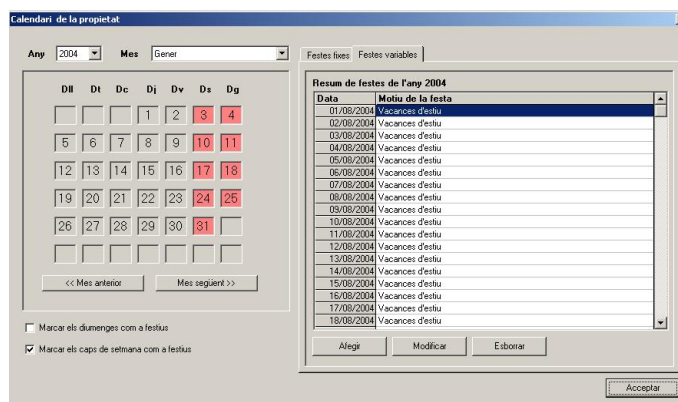 Calendari de la propietat
Any 2004 Mes Gener
Dll Dt Dc Dj Dv Ds Dg
1 2 3 4
5 6 7 8 9 10 11
12 13 14 15 16 17 18
19 20 21 22 23 24 25
26 27 28 29 30 31
<< Mes anterior Mes següent >>
Marcar els diumenges com a festius
Marcar els caps de setmana com a festius
Festes fixes Festes variables
Resum de festes de l'any 2004
Data Motiu de la festa
01/08/2004 Vacances d'estiu
02/08/2004 Vacances d'estiu
03/08/2004 Vacances d'estiu
04/08/2004 Vacances d'estiu
05/08/2004 Vacances d'estiu
06/08/2004 Vacances d'estiu
07/08/2004 Vacances d'estiu
08/08/2004 Vacances d'estiu
09/08/2004 Vacances d'estiu
10/08/2004 Vacances d'estiu
11/08/2004 Vacances d'estiu
12/08/2004 Vacances d'estiu
13/08/2004 Vacances d'estiu
14/08/2004 Vacances d'estiu
15/08/2004 Vacances d'estiu
16/08/2004 Vacances d'estiu
17/08/2004 Vacances d'estiu
18/08/2004 Vacances d'estiu
Afegir Modificar Esborrar
Acceptar